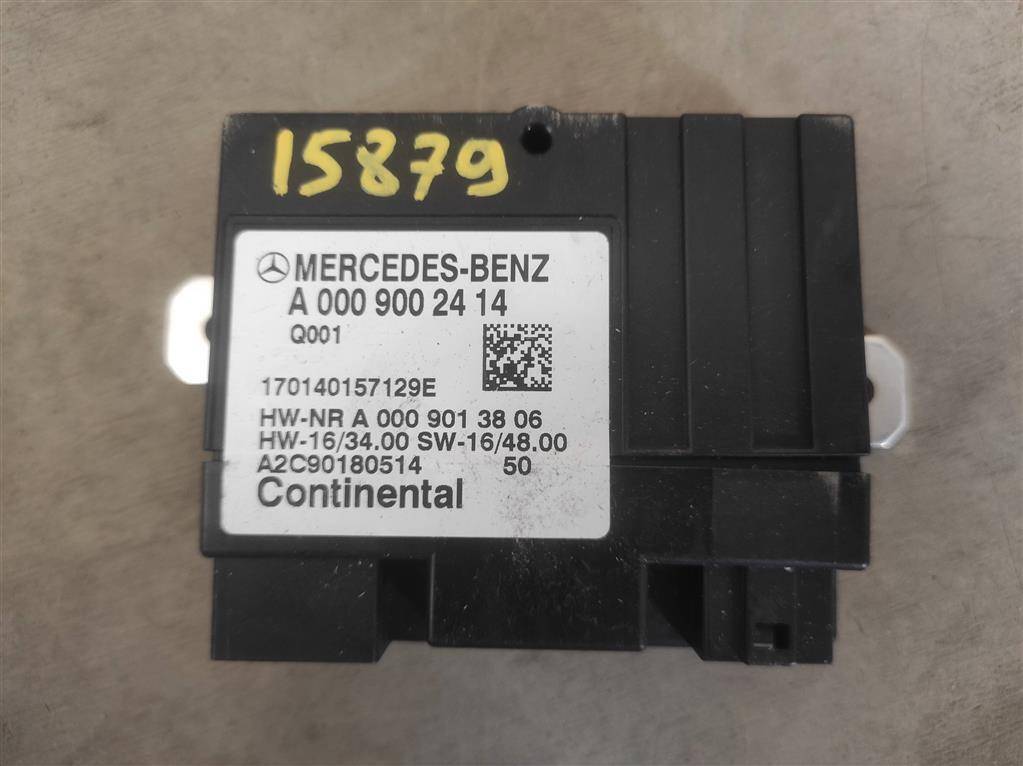 15879
MERCEDES-BENZ
A 000 900 24 14
Q001
170140157129E
HW-NR A 000 901 38 06
HW-16/34.00 SW-16/48.00
A2C90180514 50
Continental